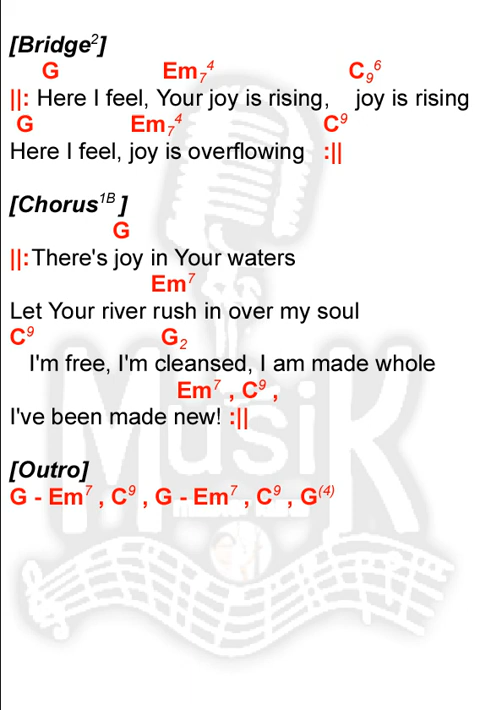 [Bridge²]
G Em₇⁴ C₉⁶
||: Here I feel, Your joy is rising, joy is rising
G Em₇⁴ C⁹
Here I feel, joy is overflowing :||
[Chorus¹ᴮ]
G
||: There's joy in Your waters
Em⁷
Let Your river rush in over my soul
C⁹ G₂
I'm free, I'm cleansed, I am made whole
Em⁷ , C⁹ ,
I've been made new! :||
[Outro]
G - Em⁷ , C⁹ , G - Em⁷ , C⁹ , G⁽⁴⁾
MusiK